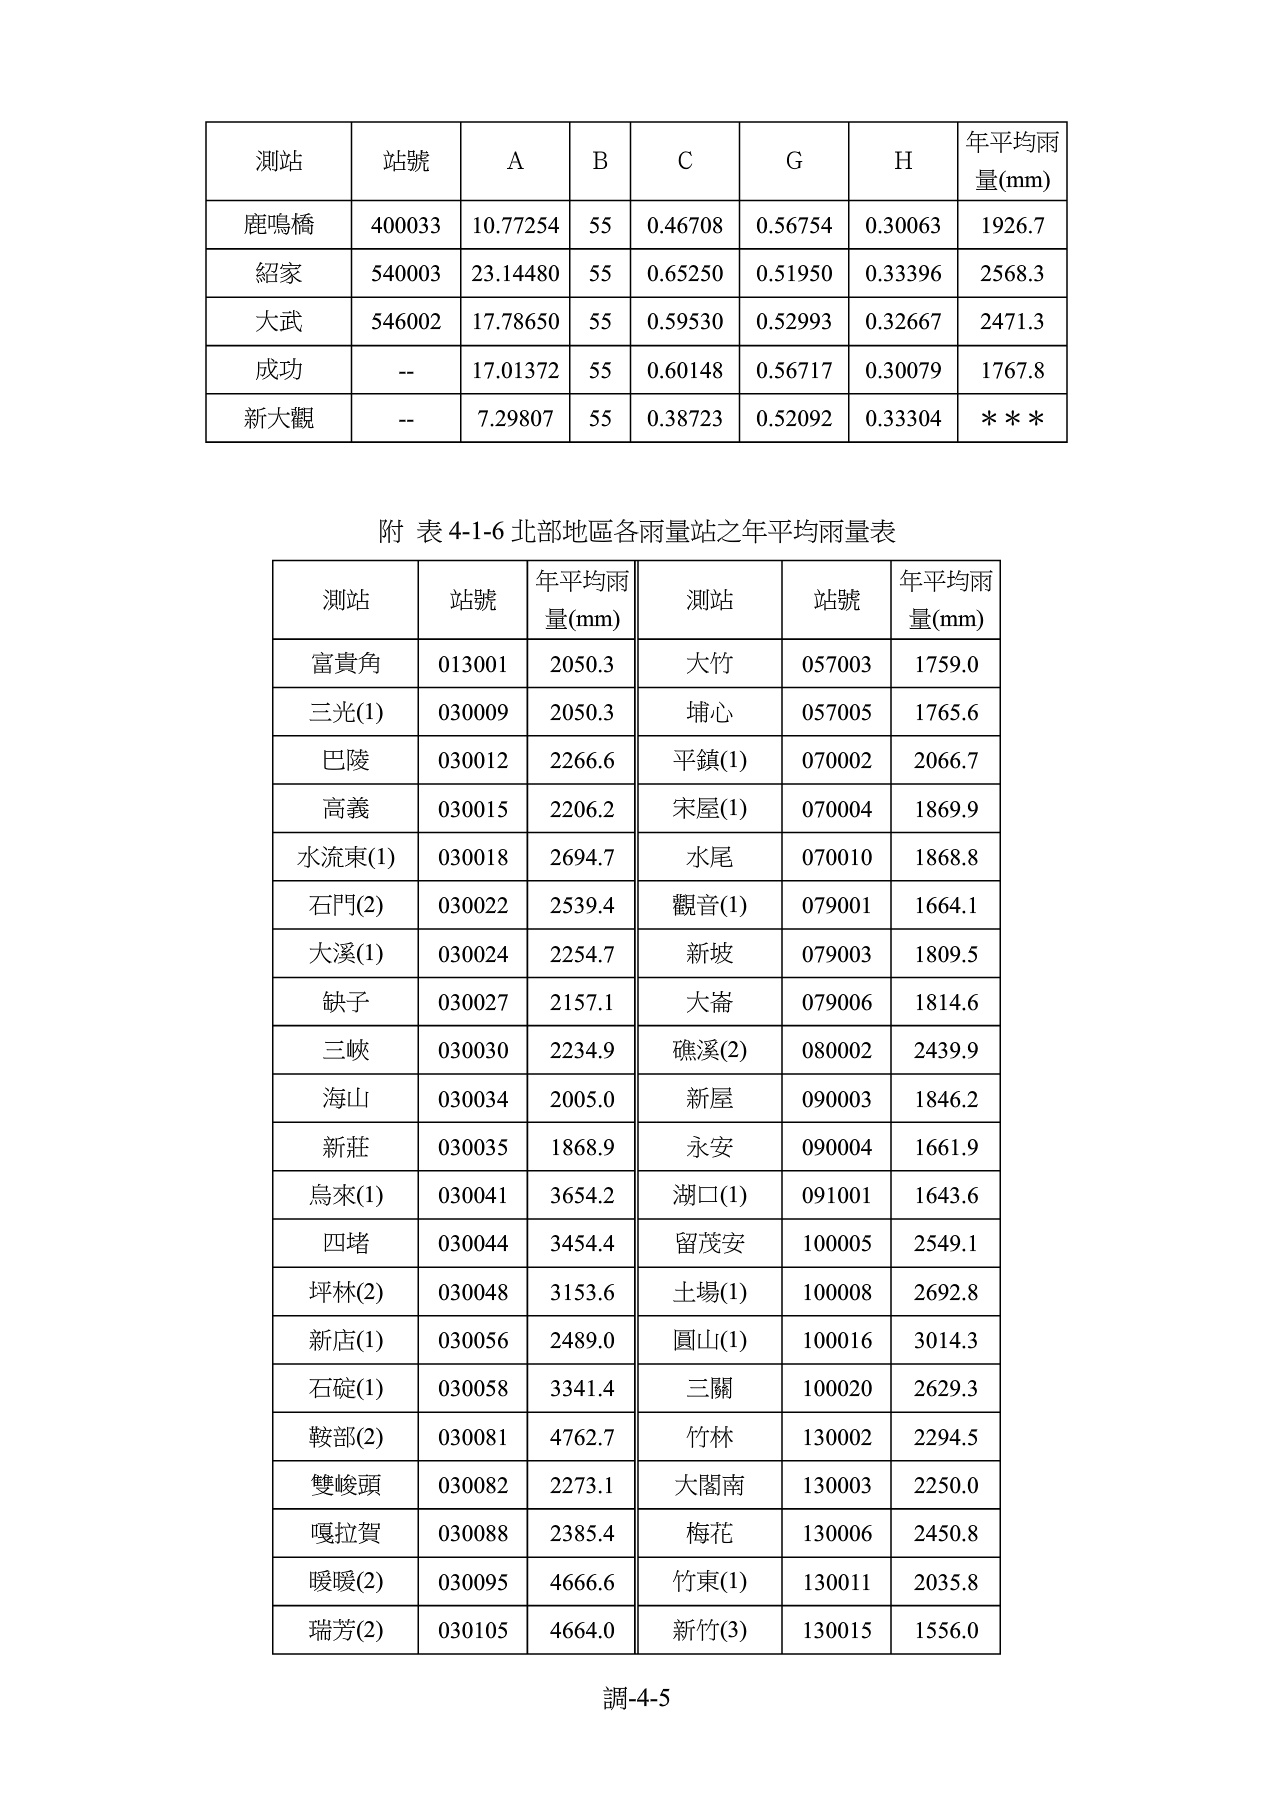 測站 站號 A B C G H 年平均雨量(mm)
鹿鳴橋 400033 10.77254 55 0.46708 0.56754 0.30063 1926.7
紹家 540003 23.14480 55 0.65250 0.51950 0.33396 2568.3
大武 546002 17.78650 55 0.59530 0.52993 0.32667 2471.3
成功 -- 17.01372 55 0.60148 0.56717 0.30079 1767.8
新大觀 -- 7.29807 55 0.38723 0.52092 0.33304 ＊＊＊
附 表 4-1-6 北部地區各雨量站之年平均雨量表
測站 站號 年平均雨量(mm) 測站 站號 年平均雨量(mm)
富貴角 013001 2050.3 大竹 057003 1759.0
三光(1) 030009 2050.3 埔心 057005 1765.6
巴陵 030012 2266.6 平鎮(1) 070002 2066.7
高義 030015 2206.2 宋屋(1) 070004 1869.9
水流東(1) 030018 2694.7 水尾 070010 1868.8
石門(2) 030022 2539.4 觀音(1) 079001 1664.1
大溪(1) 030024 2254.7 新坡 079003 1809.5
缺子 030027 2157.1 大崙 079006 1814.6
三峽 030030 2234.9 礁溪(2) 080002 2439.9
海山 030034 2005.0 新屋 090003 1846.2
新莊 030035 1868.9 永安 090004 1661.9
烏來(1) 030041 3654.2 湖口(1) 091001 1643.6
四堵 030044 3454.4 留茂安 100005 2549.1
坪林(2) 030048 3153.6 土場(1) 100008 2692.8
新店(1) 030056 2489.0 圓山(1) 100016 3014.3
石碇(1) 030058 3341.4 三關 100020 2629.3
鞍部(2) 030081 4762.7 竹林 130002 2294.5
雙峻頭 030082 2273.1 大閣南 130003 2250.0
嘎拉賀 030088 2385.4 梅花 130006 2450.8
暖暖(2) 030095 4666.6 竹東(1) 130011 2035.8
瑞芳(2) 030105 4664.0 新竹(3) 130015 1556.0
調-4-5